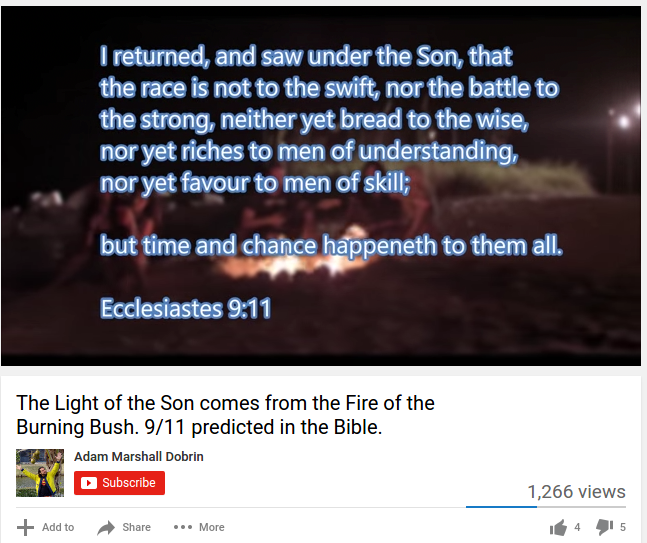 I returned, and saw under the Son, that
the race is not to the swift, nor the battle to
the strong, neither yet bread to the wise,
nor yet riches to men of understanding,
nor yet favour to men of skill;
but time and chance happeneth to them all.
Ecclesiastes 9:11
The Light of the Son comes from the Fire of the
Burning Bush. 9/11 predicted in the Bible.
Adam Marshall Dobrin
Subscribe
1,266 views
Add to
Share
More
4
5